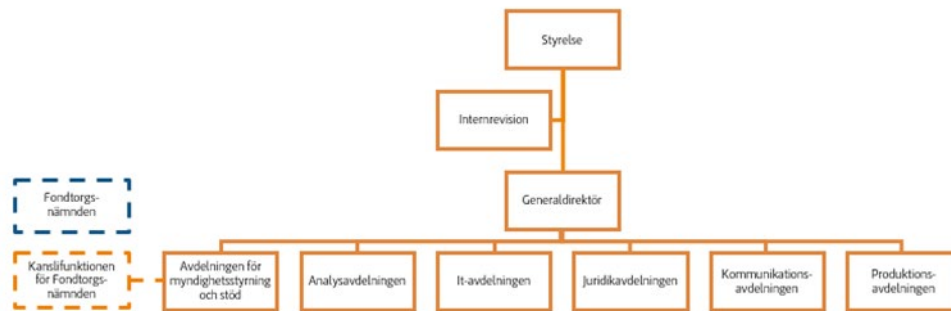 Styrelse
Internrevision
Generaldirektör
Fondtorgs-
nämnden
Kanslifunktionen
för Fondtorgs-
nämnden
Avdelningen för
myndighetsstyrning
och stöd
Analysavdelningen
It-avdelningen
Juridikavdelningen
Kommunikations-
avdelningen
Produktions-
avdelningen